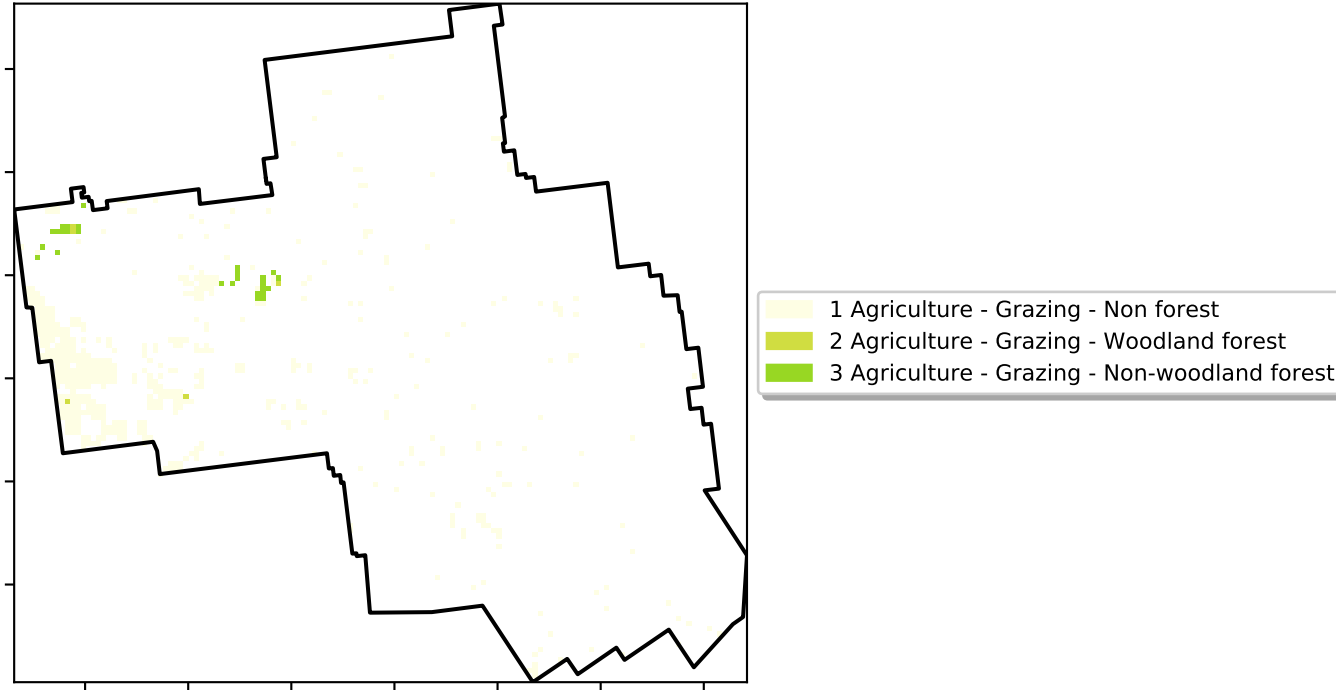 1 Agriculture - Grazing - Non forest
2 Agriculture - Grazing - Woodland forest
3 Agriculture - Grazing - Non-woodland forest